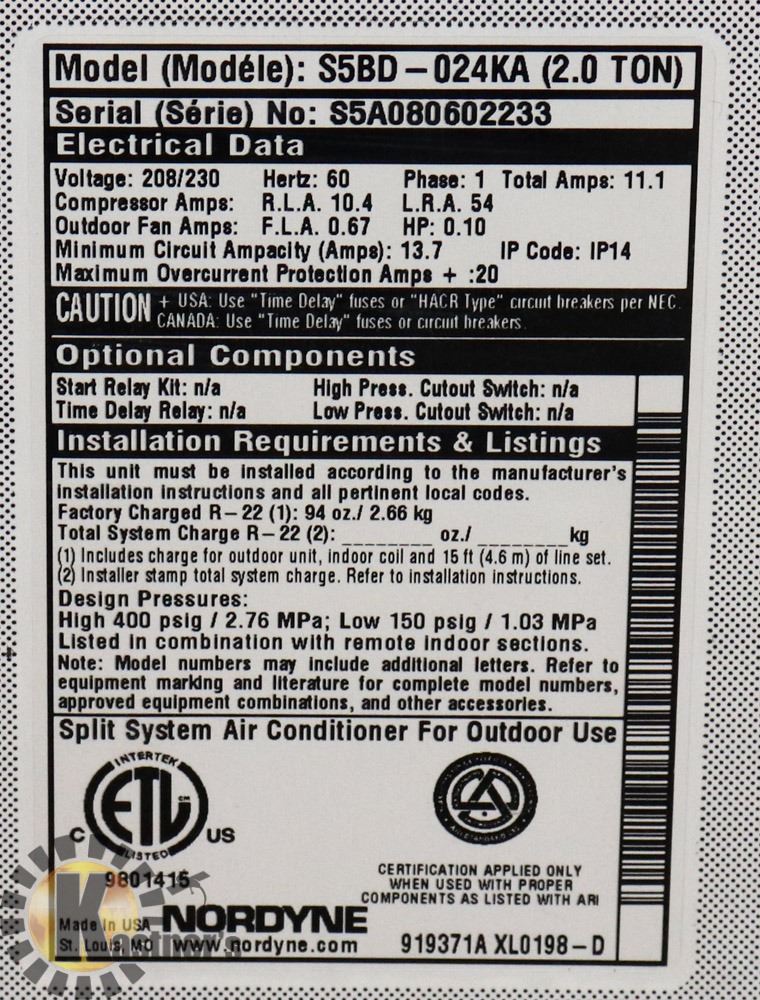 Model (Modéle): S5BD – 024KA (2.0 TON)
Serial (Série) No: S5A080602233
Electrical Data
Voltage: 208/230 Hertz: 60 Phase: 1 Total Amps: 11.1
Compressor Amps: R.L.A. 10.4 L.R.A. 54
Outdoor Fan Amps: F.L.A. 0.67 HP: 0.10
Minimum Circuit Ampacity (Amps): 13.7 IP Code: IP14
Maximum Overcurrent Protection Amps + :20
CAUTION + USA: Use "Time Delay" fuses or "HACR Type" circuit breakers per NEC.
CANADA: Use "Time Delay" fuses or circuit breakers.
Optional Components
Start Relay Kit: n/a High Press. Cutout Switch: n/a
Time Delay Relay: n/a Low Press. Cutout Switch: n/a
Installation Requirements & Listings
This unit must be installed according to the manufacturer's
installation instructions and all pertinent local codes.
Factory Charged R – 22 (1): 94 oz./ 2.66 kg
Total System Charge R – 22 (2): ________ oz./ ________kg
(1) Includes charge for outdoor unit, indoor coil and 15 ft (4.6 m) of line set.
(2) Installer stamp total system charge. Refer to installation instructions.
Design Pressures:
High 400 psig / 2.76 MPa; Low 150 psig / 1.03 MPa
Listed in combination with remote indoor sections.
Note: Model numbers may include additional letters. Refer to
equipment marking and literature for complete model numbers,
approved equipment combinations, and other accessories.
Split System Air Conditioner For Outdoor Use
INTERTEK
C ETL CM US
LISTED
9801415
CERTIFICATION APPLIED ONLY
WHEN USED WITH PROPER
COMPONENTS AS LISTED WITH ARI
Made In USA NORDYNE
St. Louis, MO www.nordyne.com 919371A XL0198 – D
Kastner's